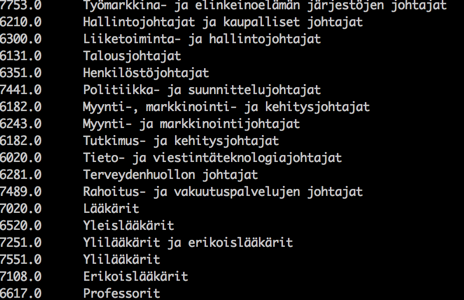 7753.0 Työmarkkina- ja elinkeinoelämän järjestöjen johtajat
6210.0 Hallintojohtajat ja kaupalliset johtajat
6300.0 Liiketoiminta- ja hallintojohtajat
6131.0 Talousjohtajat
6351.0 Henkilöstöjohtajat
7441.0 Politiikka- ja suunnittelujohtajat
6182.0 Myynti-, markkinointi- ja kehitysjohtajat
6243.0 Myynti- ja markkinointijohtajat
6182.0 Tutkimus- ja kehitysjohtajat
6020.0 Tieto- ja viestintäteknologiajohtajat
6281.0 Terveydenhuollon johtajat
7489.0 Rahoitus- ja vakuutuspalvelujen johtajat
7020.0 Lääkärit
6520.0 Yleislääkärit
7251.0 Ylilääkärit ja erikoislääkärit
7551.0 Ylilääkärit
7108.0 Erikoislääkärit
6617.0 Professorit